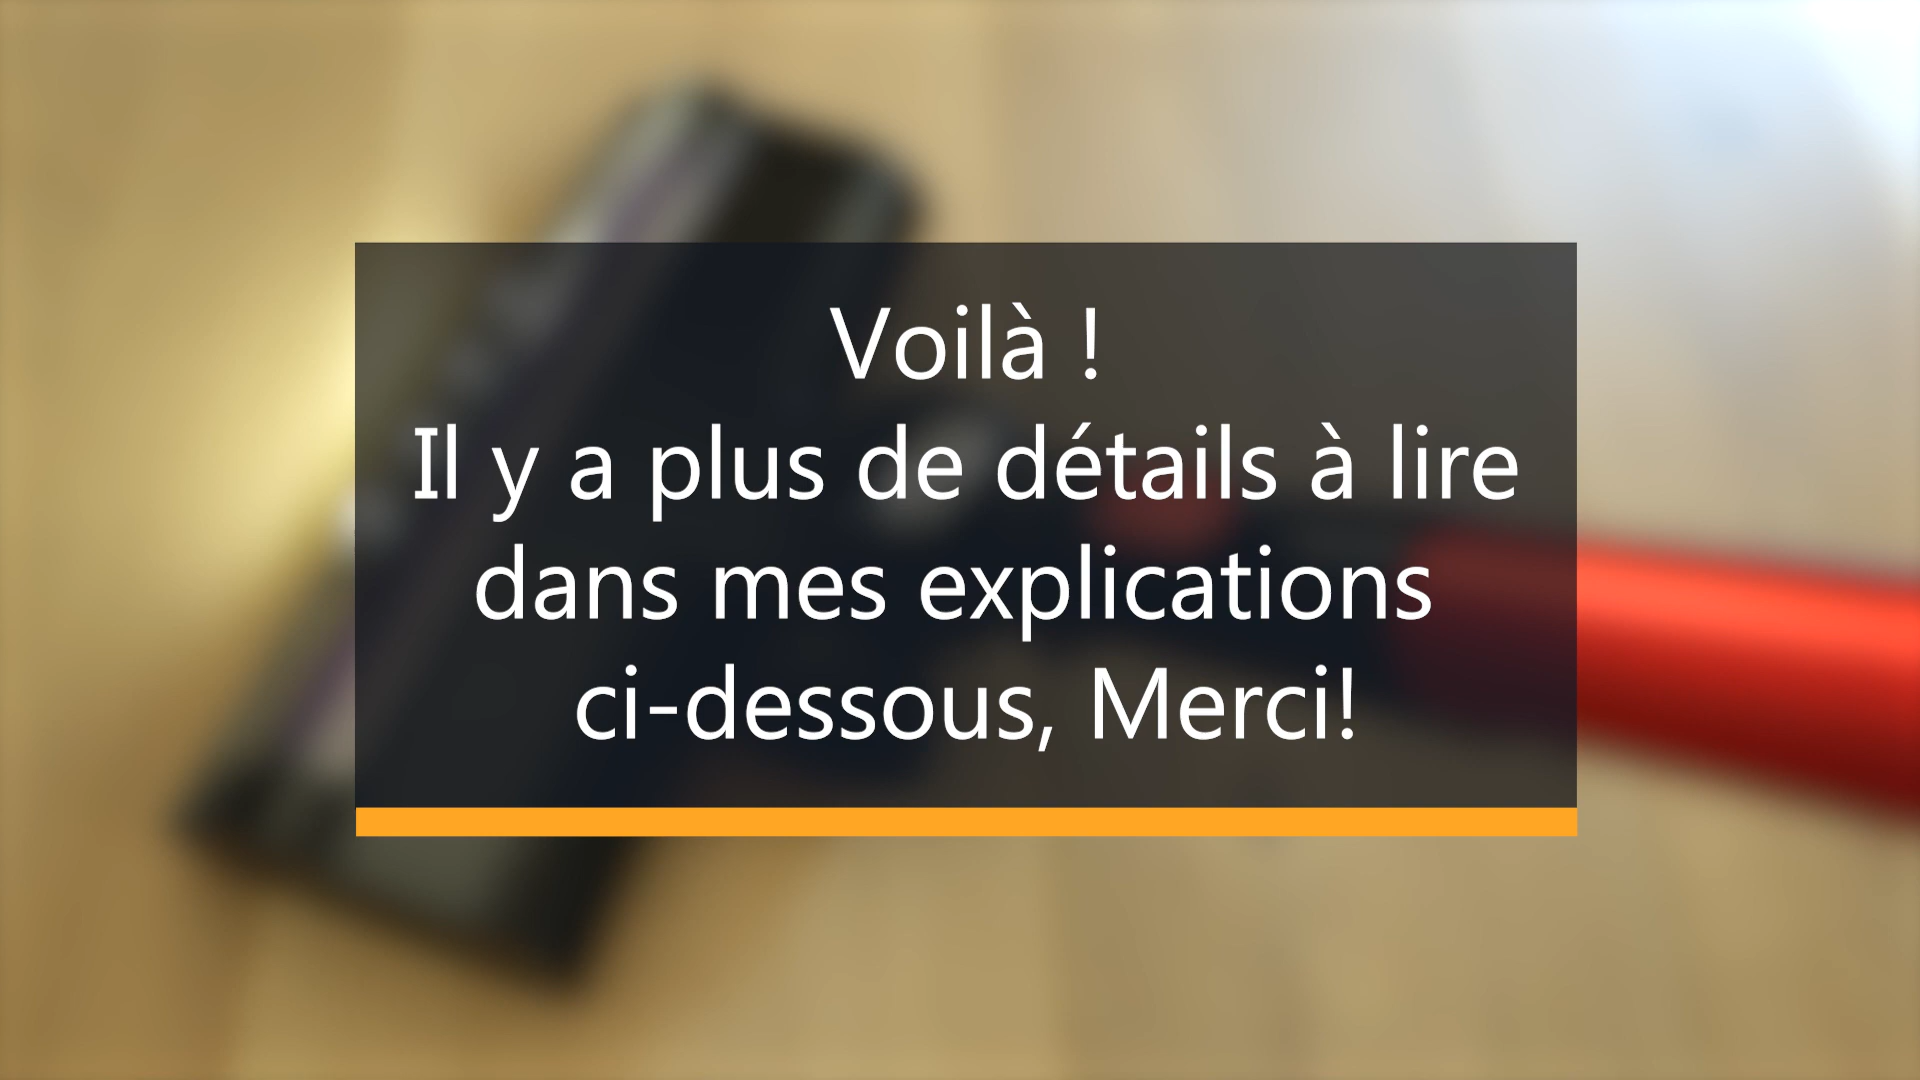 Voilà !
Il y a plus de détails à lire
dans mes explications
ci-dessous, Merci!